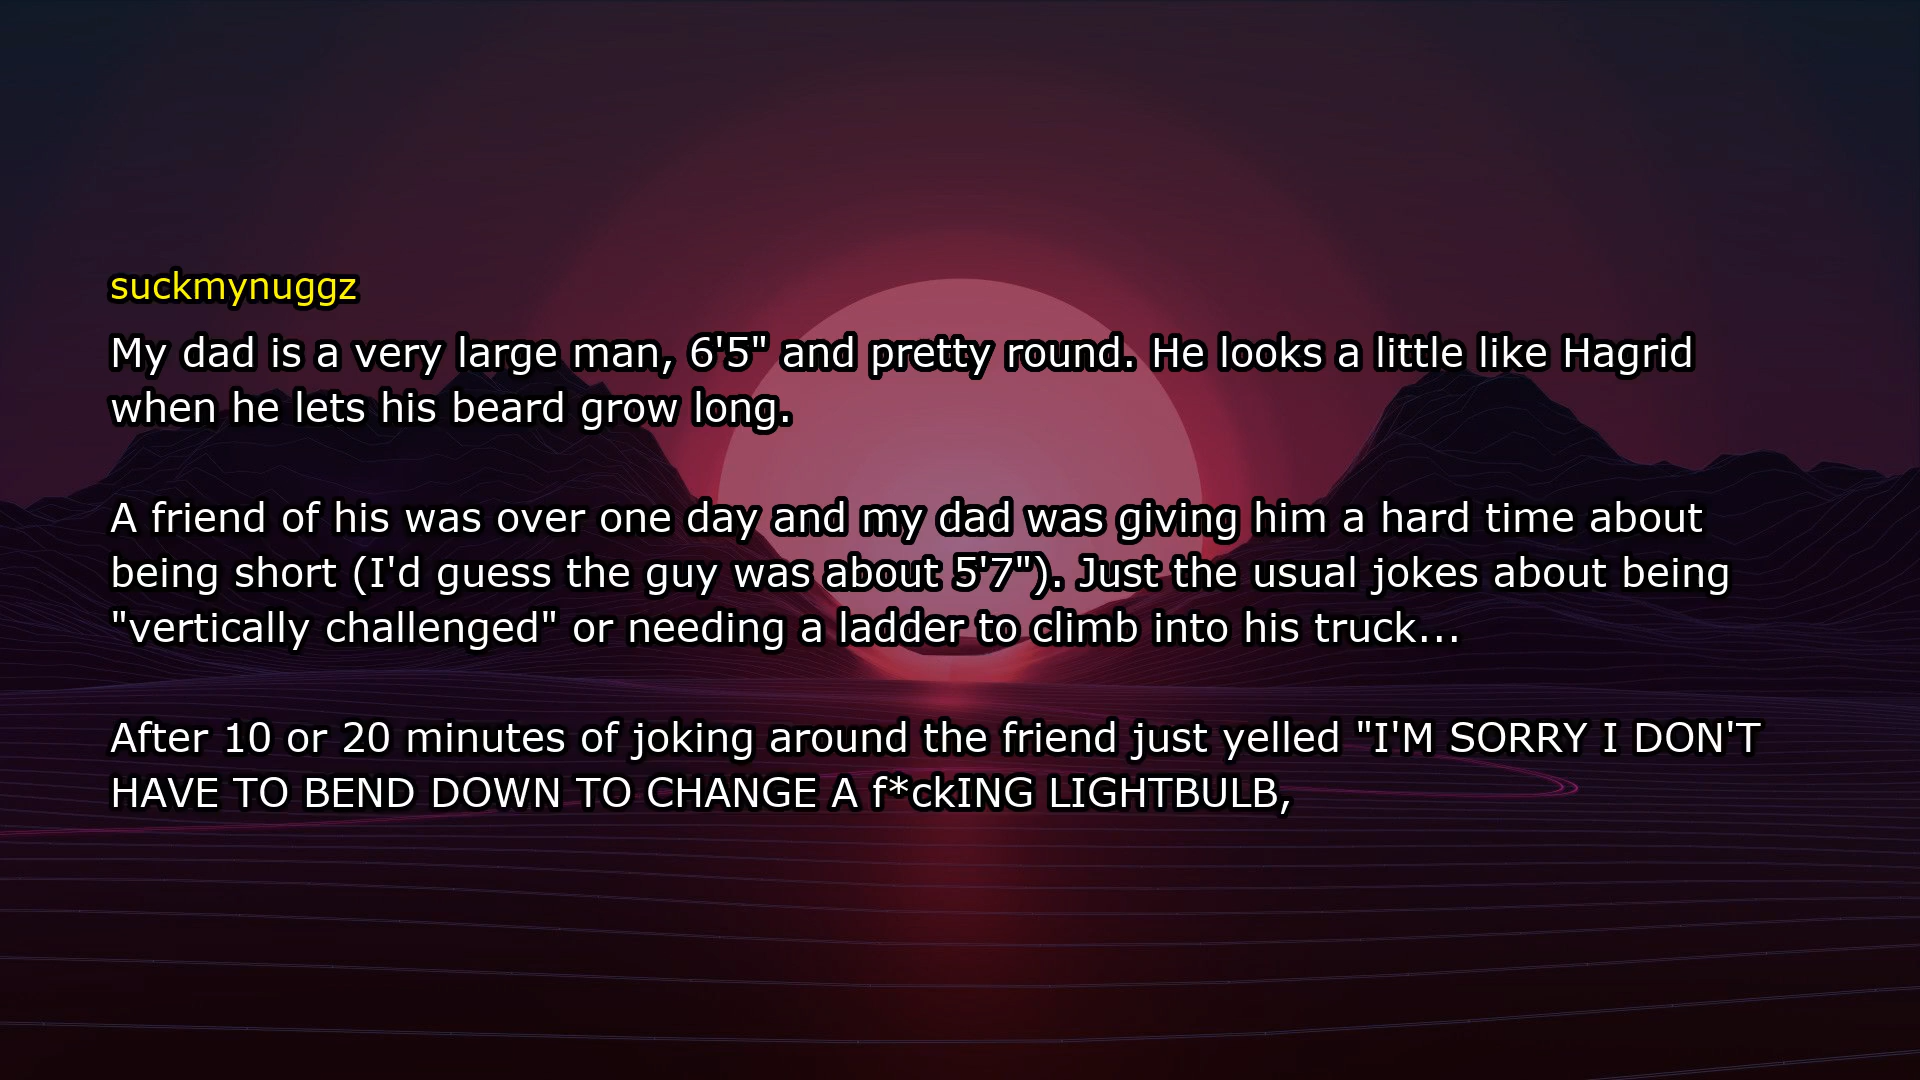 suckmynuggz
My dad is a very large man, 6'5" and pretty round. He looks a little like Hagrid
when he lets his beard grow long.
A friend of his was over one day and my dad was giving him a hard time about
being short (I'd guess the guy was about 5'7"). Just the usual jokes about being
"vertically challenged" or needing a ladder to climb into his truck...
After 10 or 20 minutes of joking around the friend just yelled "I'M SORRY I DON'T
HAVE TO BEND DOWN TO CHANGE A f*ckING LIGHTBULB,